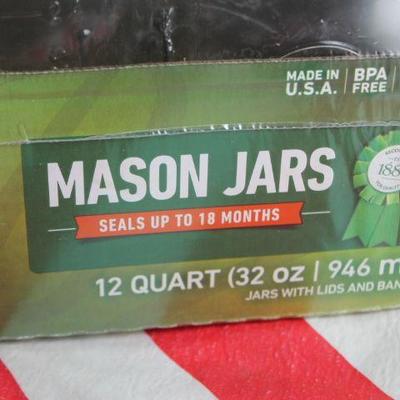 MADE IN U.S.A. | BPA FREE |
MASON JARS
SEALS UP TO 18 MONTHS
12 QUART (32 oz | 946 m
JARS WITH LIDS AND BAN